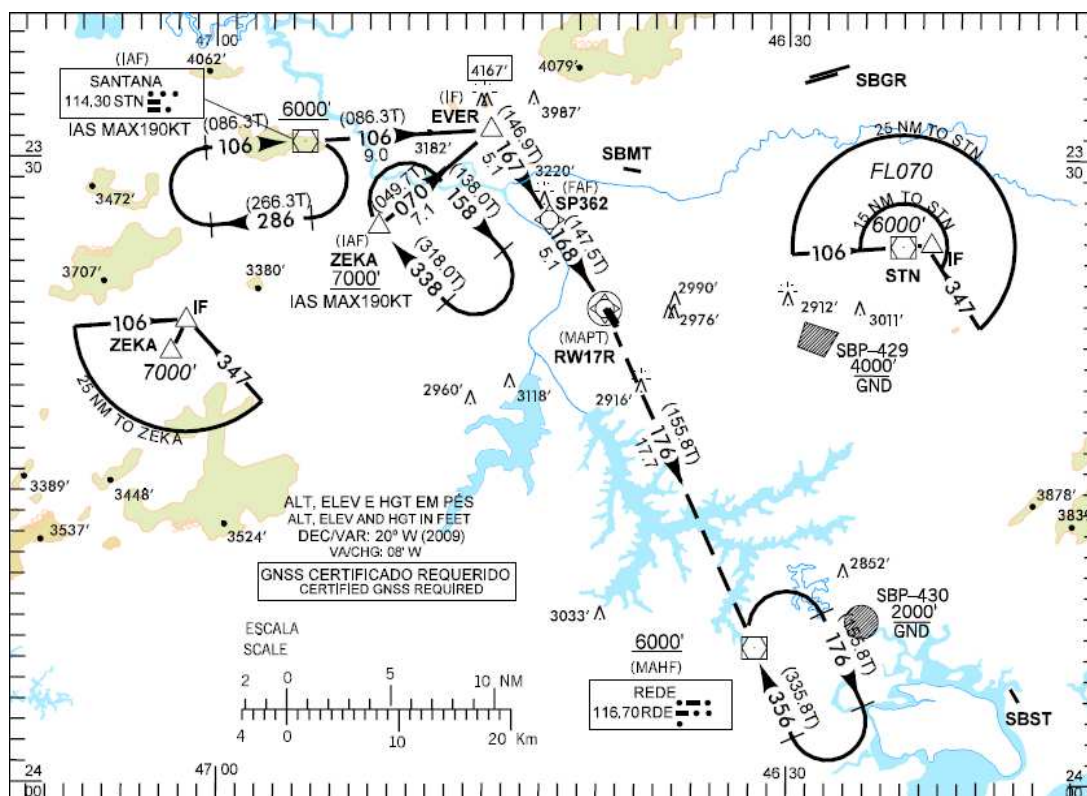 47 00
46 30
(IAF)
SANTANA
114,30 STN
IAS MAX190KT
4062'
6000'
(086.3T)
106
(086.3T)
106
9.0
3182'
(266.3T)
286
4167'
(IF)
EVER
4079'
3987'
(146.9T)
167
5.1
3220'
(FAF)
SP362
(147.5T)
168
5.1
(049.7T)
070
7.1
(138.0T)
158
(318.0T)
338
(IAF)
ZEKA
7000'
IAS MAX190KT
SBMT
SBGR
23
30
23
30
25 NM TO STN
FL070
15 NM TO STN
6000'
106
STN
IF
347
3472'
3707'
3380'
IF
106
ZEKA
7000'
347
25 NM TO ZEKA
(MAPT)
RW17R
2990'
2976'
2912'
3011'
SBP-429
4000'
GND
2960'
3118'
2916'
(155.8T)
176
17.7
3389'
3448'
3537'
3524'
3878'
383
ALT, ELEV E HGT EM PÉS
ALT, ELEV AND HGT IN FEET
DEC/VAR: 20° W (2009)
VA/CHG: 08' W
GNSS CERTIFICADO REQUERIDO
CERTIFIED GNSS REQUIRED
2852'
SBP-430
2000'
GND
3033'
6000'
(MAHF)
REDE
116,70 RDE
(155.8T)
176
(335.8T)
356
SBST
ESCALA
SCALE
2 0 5 10 NM
4 0 10 20 Km
24
00
47 00
46 30
24